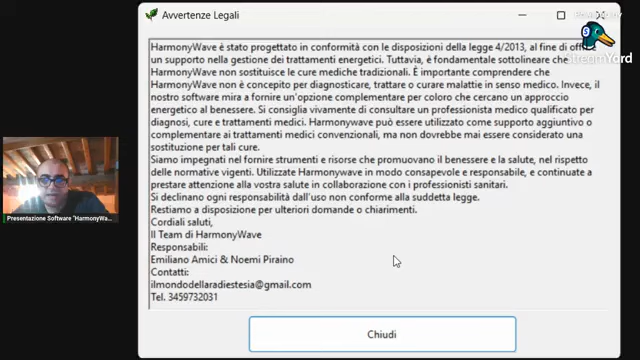 Avvertenze Legali
HarmonyWave é stato progettato in conformità con le disposizioni della legge 4/2013, al fine di
un supporto nella gestione dei trattamenti energetici. Tuttavia, è fondamentale sottolineare che
HarmonyWave non sostituisce le cure mediche tradizionali. È importante comprendere che
HarmonyWave non è concepito per diagnosticare, trattare o curare malattie in senso medico. Invece, il
nostro software mira a fornire un'opzione complementare per coloro che cercano un approccio
energetico al benessere. Si consiglia vivamente di consultare un professionista medico qualificato per
diagnosi, cure e trattamenti medici. Harmonywave può essere utilizzato come supporto aggiuntivo o
complementare ai trattamenti medici convenzionali, ma non dovrebbe mai essere considerato una
sostituzione per tali cure.
Siamo impegnati nel fornire strumenti e risorse che promuovano il benessere e la salute, nel rispetto
delle normative vigenti. Utilizzate Harmonywave in modo consapevole e responsabile, e continuate a
prestare attenzione alla vostra salute in collaborazione con i professionisti sanitari.
Si declinano ogni responsabilità dall'uso non conforme alla suddetta legge.
Restiamo a disposizione per ulteriori domande o chiarimenti.
Cordiali saluti,
Il Team di HarmonyWave
Responsabili:
Emiliano Amici & Noemi Piraino
Contatti:
ilmondodellaradiestesia@gmail.com
Tel. 3459732031
Chiudi
StreamYard
Presentazione Software "HarmonyWa...